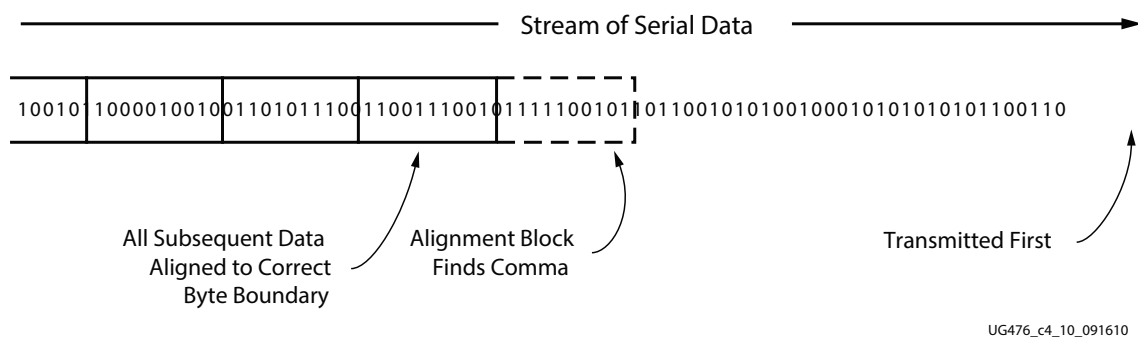 Stream of Serial Data
1001011000010010011010111001100111001011111001011011001010100100010101010101100110
All Subsequent Data
Aligned to Correct
Byte Boundary
Alignment Block
Finds Comma
Transmitted First
UG476_c4_10_091610